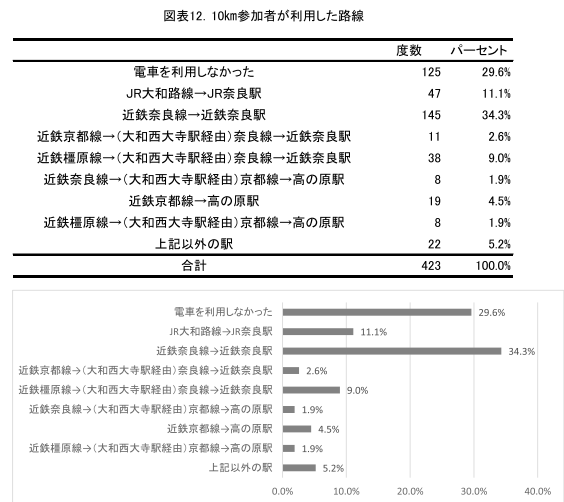 図表12. 10km参加者が利用した路線
度数 パーセント
電車を利用しなかった 125 29.6%
JR大和路線→JR奈良駅 47 11.1%
近鉄奈良線→近鉄奈良駅 145 34.3%
近鉄京都線→(大和西大寺駅経由)奈良線→近鉄奈良駅 11 2.6%
近鉄橿原線→(大和西大寺駅経由)奈良線→近鉄奈良駅 38 9.0%
近鉄奈良線→(大和西大寺駅経由)京都線→高の原駅 8 1.9%
近鉄京都線→高の原駅 19 4.5%
近鉄橿原線→(大和西大寺駅経由)京都線→高の原駅 8 1.9%
上記以外の駅 22 5.2%
合計 423 100.0%
電車を利用しなかった 29.6%
JR大和路線→JR奈良駅 11.1%
近鉄奈良線→近鉄奈良駅 34.3%
近鉄京都線→(大和西大寺駅経由)奈良線→近鉄奈良駅 2.6%
近鉄橿原線→(大和西大寺駅経由)奈良線→近鉄奈良駅 9.0%
近鉄奈良線→(大和西大寺駅経由)京都線→高の原駅 1.9%
近鉄京都線→高の原駅 4.5%
近鉄橿原線→(大和西大寺駅経由)京都線→高の原駅 1.9%
上記以外の駅 5.2%
0.0% 10.0% 20.0% 30.0% 40.0%